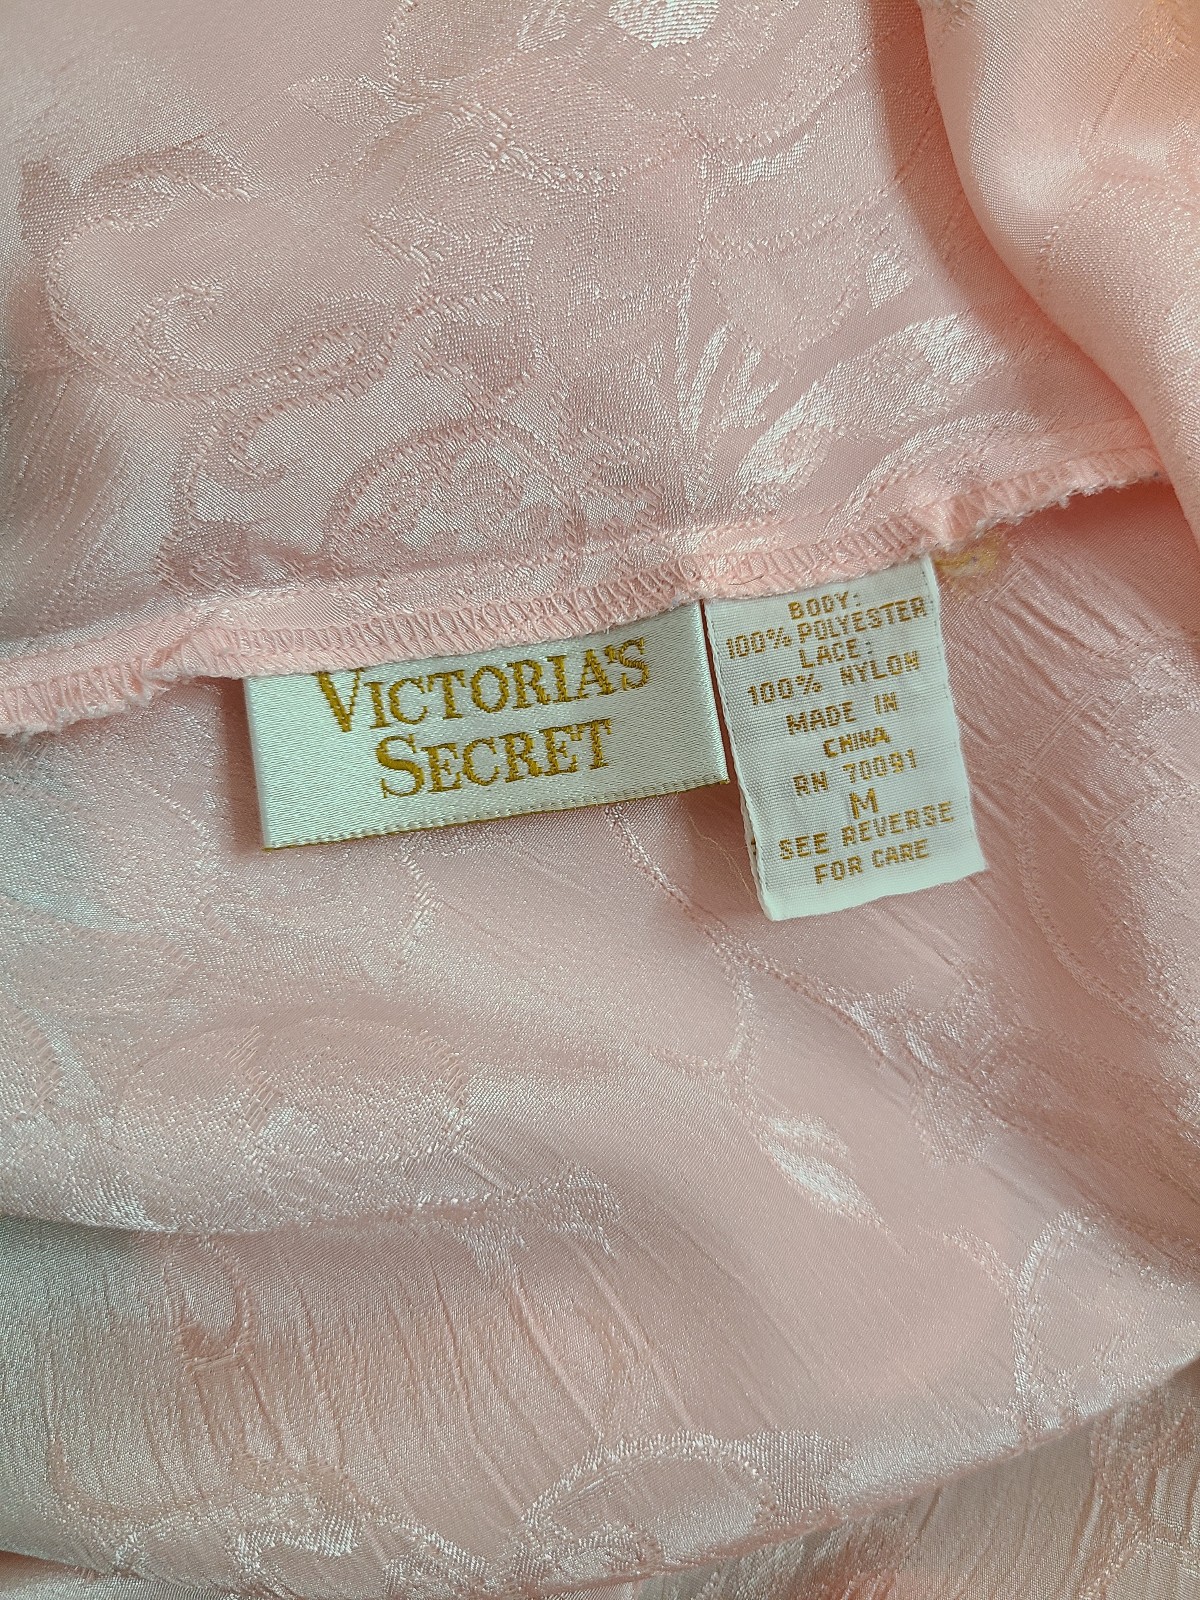 VICTORIA'S
SECRET
BODY:
100% POLYESTER
LACE:
100% NYLON
MADE IN
CHINA
RN 70091
M
SEE REVERSE
FOR CARE